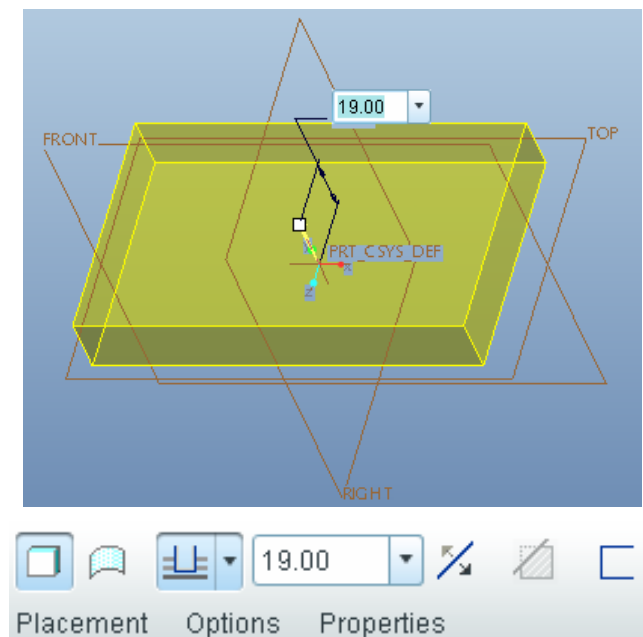 19.00
FRONT
TOP
PRT_CSYS_DEF
x
z
RIGHT
19.00
Placement Options Properties